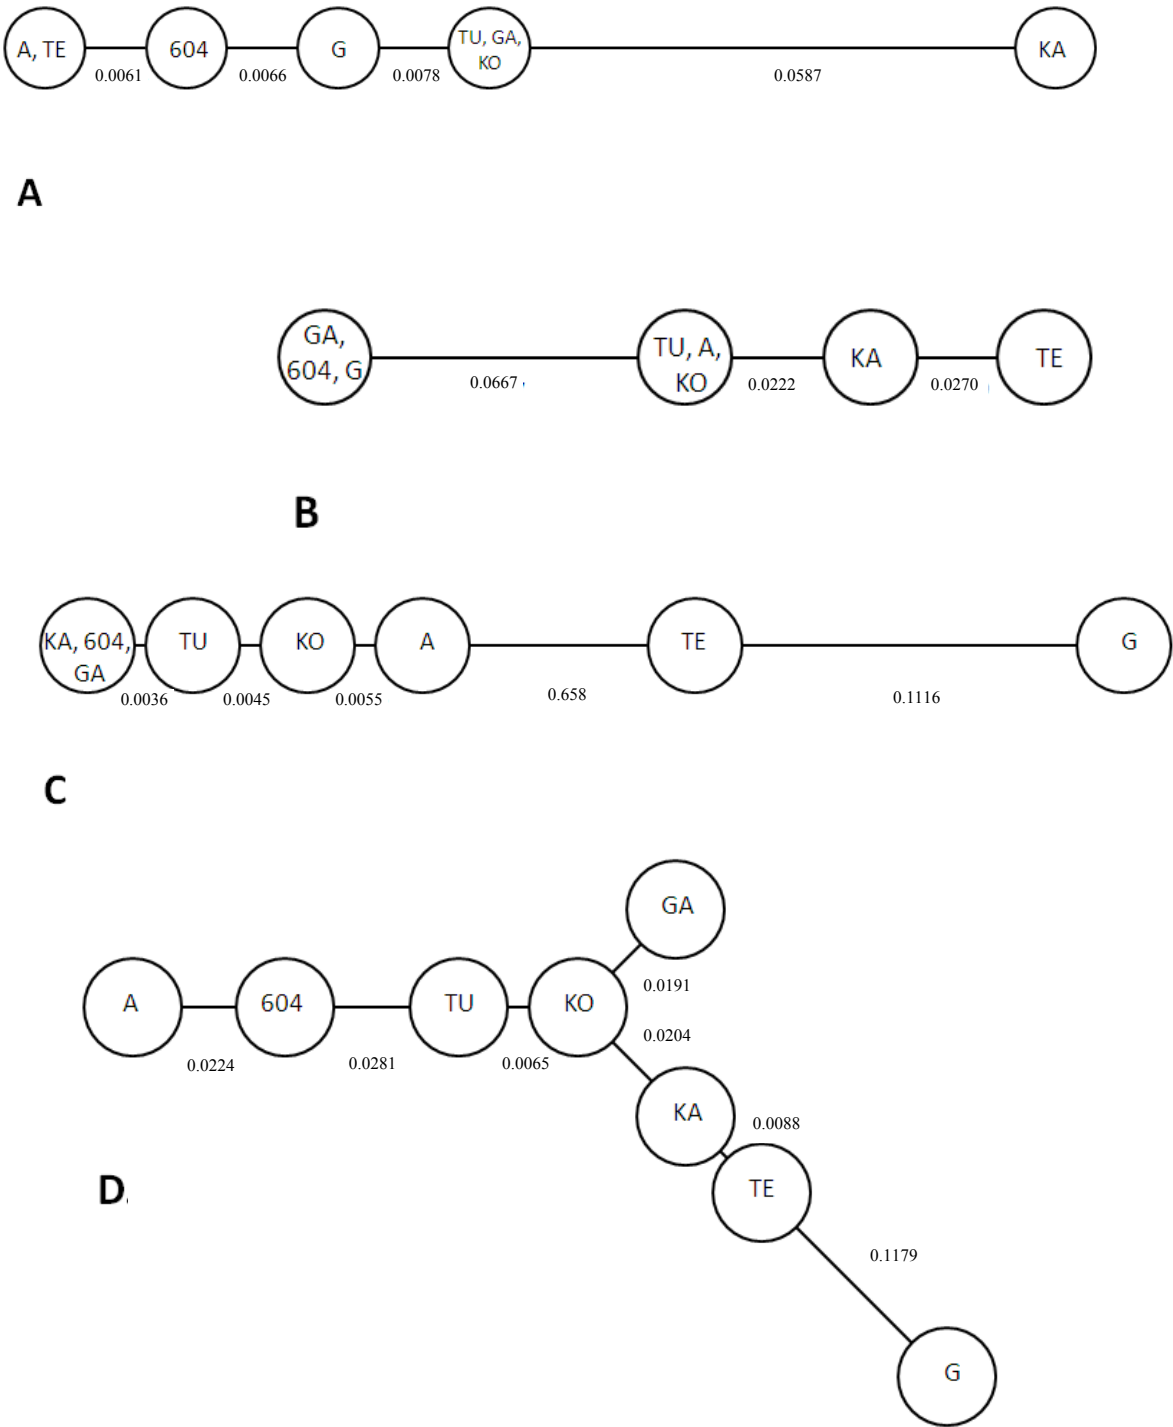 A, TE
604
G
TU, GA,
KO
KA
0.0061
0.0066
0.0078
0.0587
A
GA,
604, G
TU, A,
KO
KA
TE
0.0667
0.0222
0.0270
B
KA, 604,
GA
TU
KO
A
TE
G
0.0036
0.0045
0.0055
0.658
0.1116
C
GA
A
604
TU
KO
0.0191
0.0204
0.0224
0.0281
0.0065
KA
0.0088
TE
D.
0.1179
G